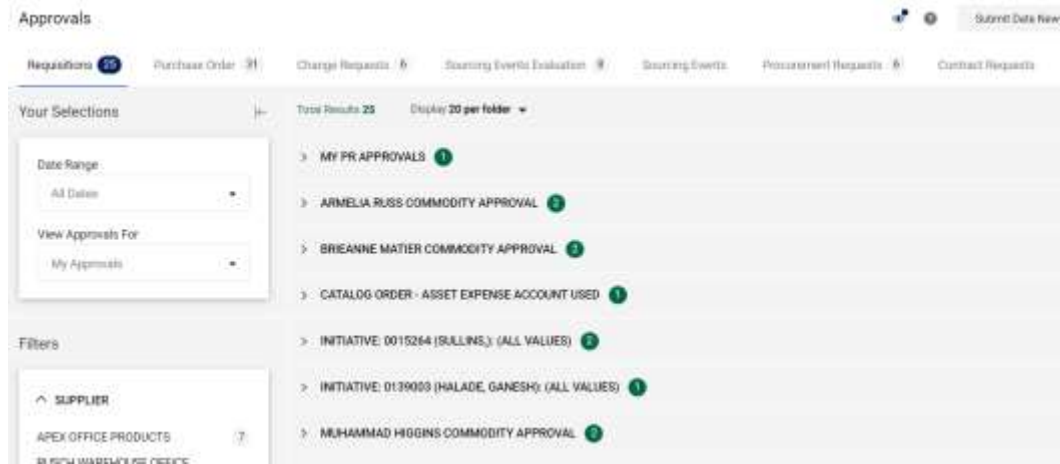 Approvals
Submit Data New
Requisitions 25
Purchase Order 31
Change Requests 6
Sourcing Events Evaluation
Sourcing Events
Procurement Requests 6
Contract Requests
Your Selections
Total Results 25
Display 20 per folder
Date Range
All Dates
View Approvals For
My Approvals
MY PR APPROVALS 1
ARMELIA RUSS COMMODITY APPROVAL 2
BRIEANNE MATIER COMMODITY APPROVAL 2
CATALOG ORDER - ASSET EXPENSE ACCOUNT USED 1
Filters
INITIATIVE: 0015264 (SULLINS,): (ALL VALUES) 2
INITIATIVE: 0139003 (HALADE, GANESH): (ALL VALUES) 1
SUPPLIER
APEX OFFICE PRODUCTS 7
MUHAMMAD HIGGINS COMMODITY APPROVAL 2
BUSCH WAREHOUSE OFFICE